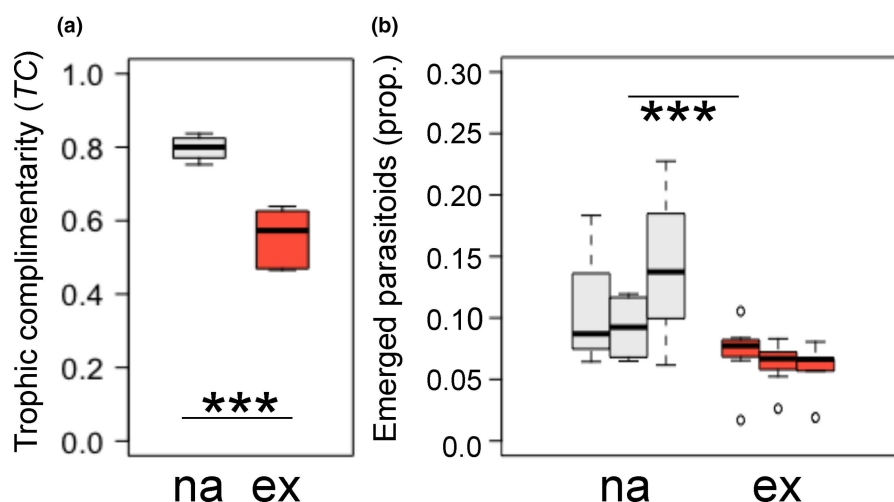 (a)
Trophic complimentarity (TC)
1.0
0.8
0.6
0.4
0.2
0.0
***
na ex
(b)
Emerged parasitoids (prop.)
0.30
0.25
0.20
0.15
0.10
0.05
0.0
***
na ex